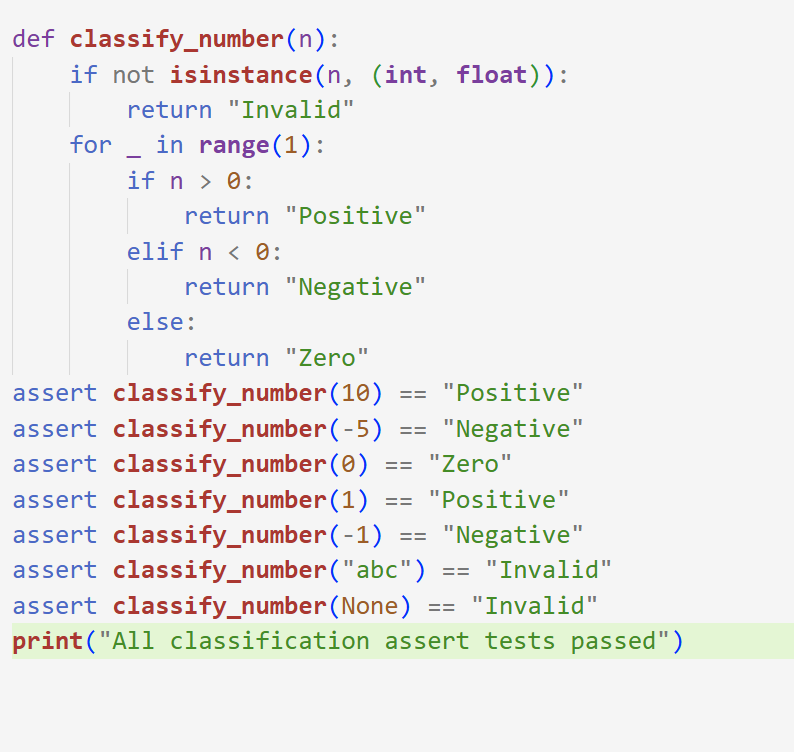 def classify_number(n):
    if not isinstance(n, (int, float)):
        return "Invalid"
    for _ in range(1):
        if n > 0:
            return "Positive"
        elif n < 0:
            return "Negative"
        else:
            return "Zero"
assert classify_number(10) == "Positive"
assert classify_number(-5) == "Negative"
assert classify_number(0) == "Zero"
assert classify_number(1) == "Positive"
assert classify_number(-1) == "Negative"
assert classify_number("abc") == "Invalid"
assert classify_number(None) == "Invalid"
print("All classification assert tests passed")